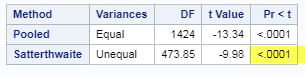 Method Variances DF t Value Pr < t
Pooled Equal 1424 -13.34 <.0001
Satterthwaite Unequal 473.85 -9.98 <.0001